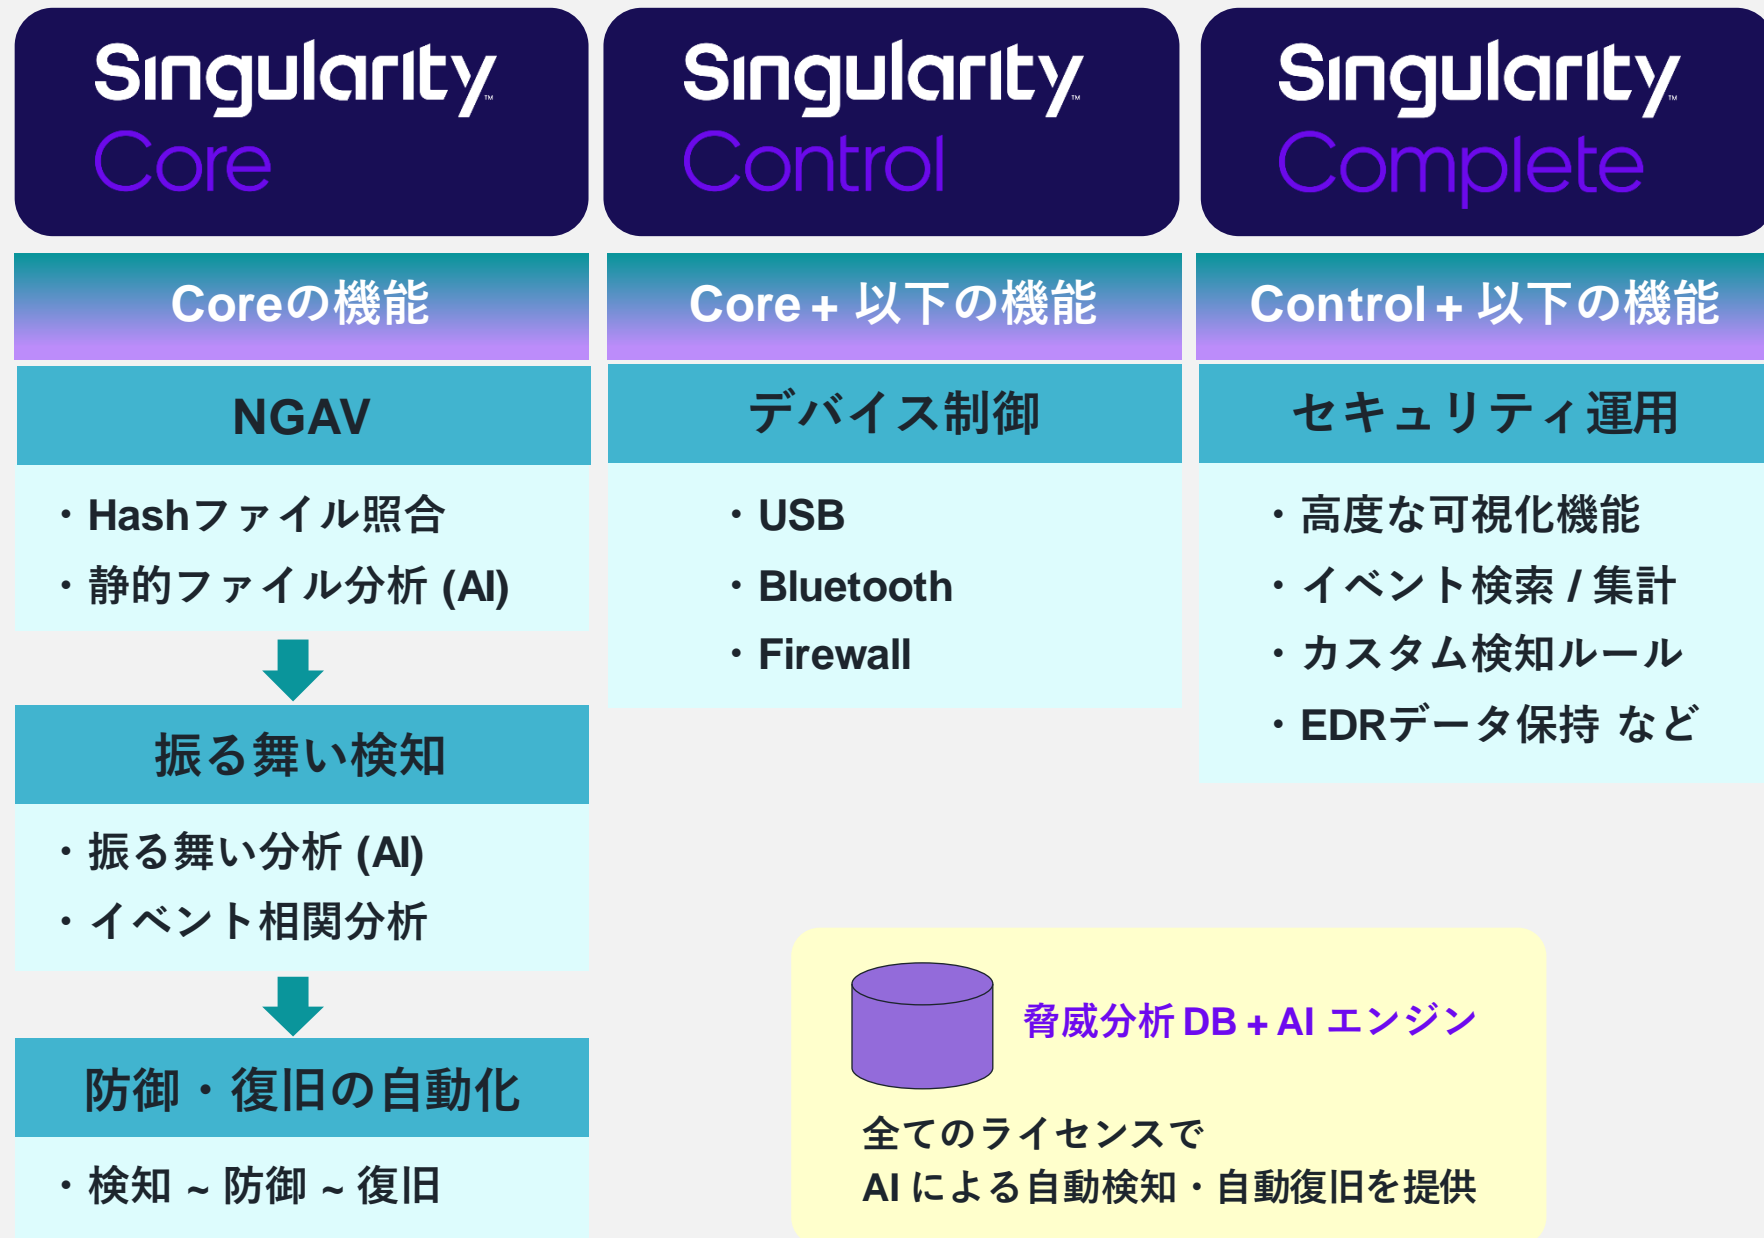 Singularity™
Core
Singularity™
Control
Singularity™
Complete
Coreの機能
NGAV
・Hashファイル照合
・静的ファイル分析 (AI)
振る舞い検知
・振る舞い分析 (AI)
・イベント相関分析
防御・復旧の自動化
・検知 ~ 防御 ~ 復旧
Core + 以下の機能
デバイス制御
・USB
・Bluetooth
・Firewall
Control + 以下の機能
セキュリティ運用
・高度な可視化機能
・イベント検索 / 集計
・カスタム検知ルール
・EDRデータ保持 など
脅威分析 DB + AI エンジン
全てのライセンスで
AI による自動検知・自動復旧を提供